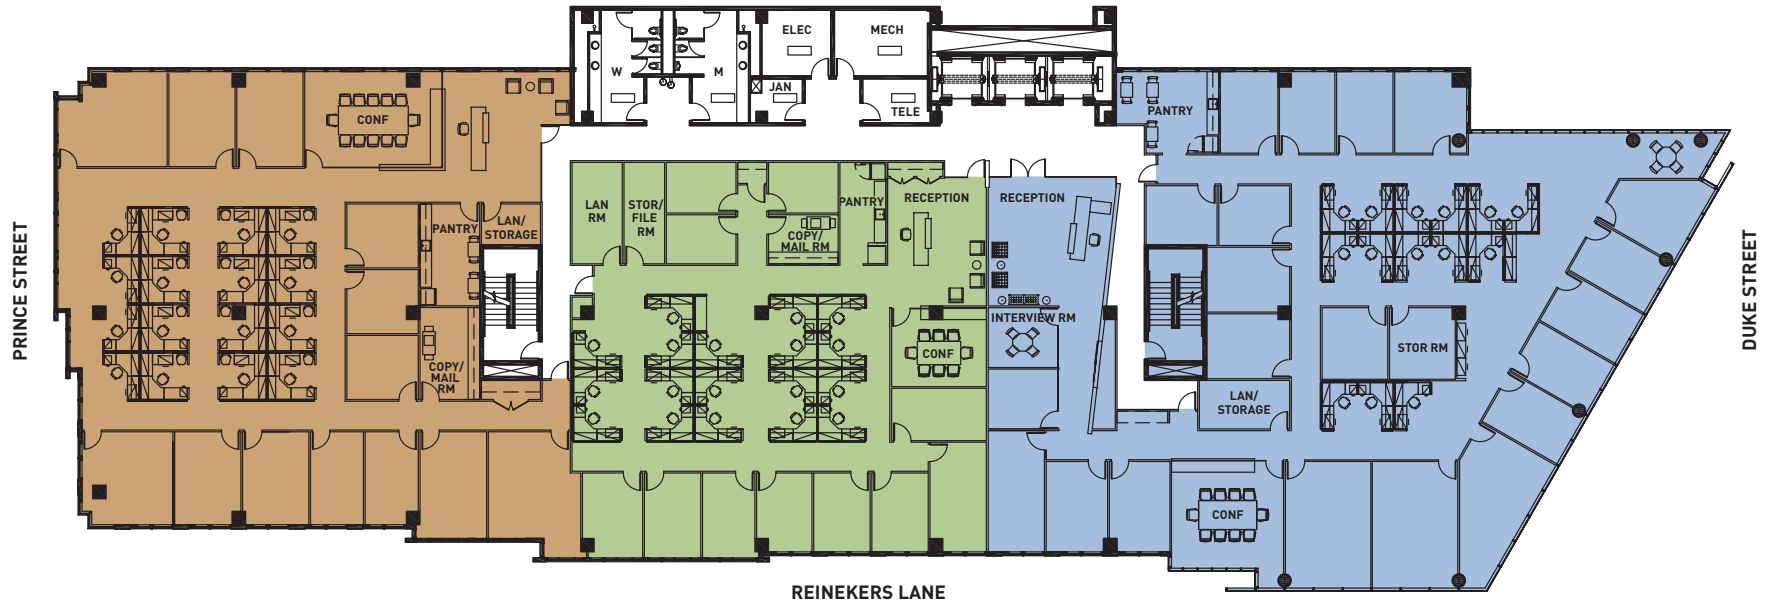 ELEC
MECH
W
M
JAN
TELE
CONF
PANTRY
LAN
RM
STOR/
FILE
RM
PANTRY
RECEPTION
RECEPTION
COPY/
MAIL RM
PANTRY
LAN/
STORAGE
PRINCE STREET
DUKE STREET
INTERVIEW RM
CONF
STOR RM
COPY/
MAIL
RM
LAN/
STORAGE
CONF
REINEKERS LANE